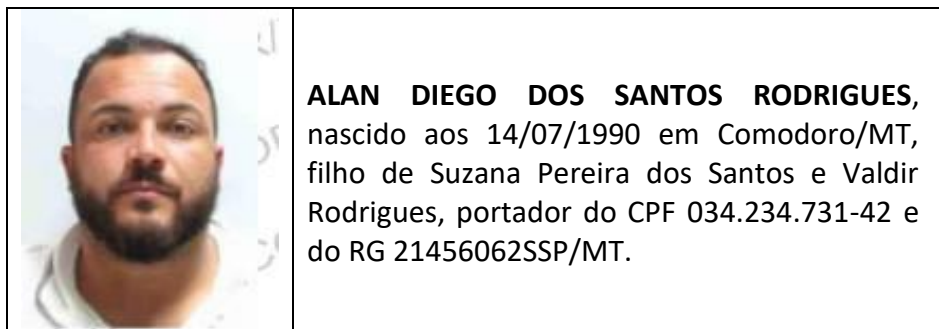 ALAN DIEGO DOS SANTOS RODRIGUES,
nascido aos 14/07/1990 em Comodoro/MT,
filho de Suzana Pereira dos Santos e Valdir
Rodrigues, portador do CPF 034.234.731-42 e
do RG 21456062SSP/MT.